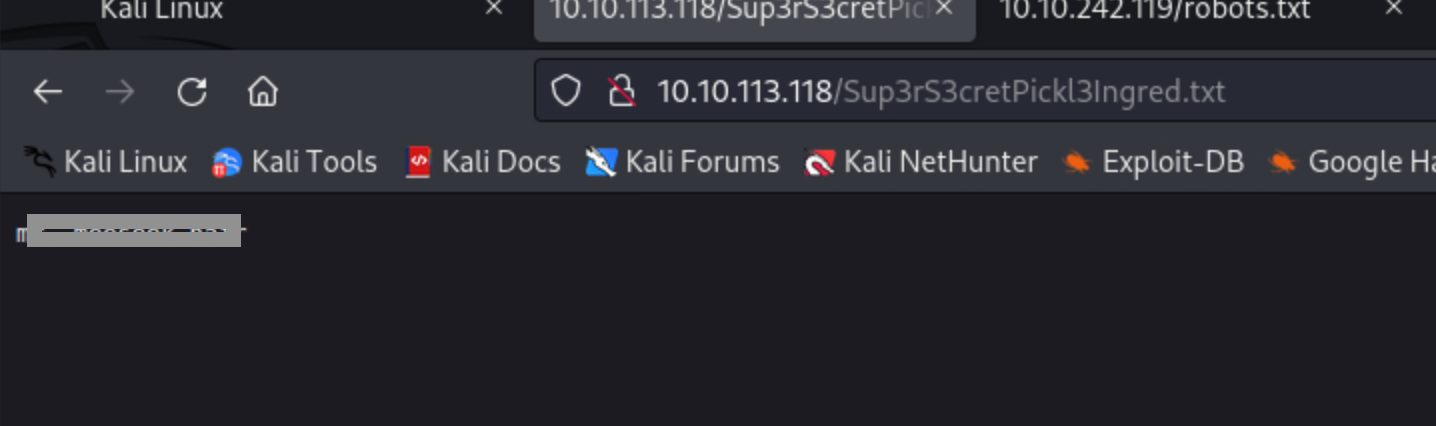 Kali Linux
10.10.113.118/Sup3rS3cretPicl
10.10.242.119/robots.txt
10.10.113.118/Sup3rS3cretPickl3Ingred.txt
Kali Linux
Kali Tools
Kali Docs
Kali Forums
Kali NetHunter
Exploit-DB
Google Ha